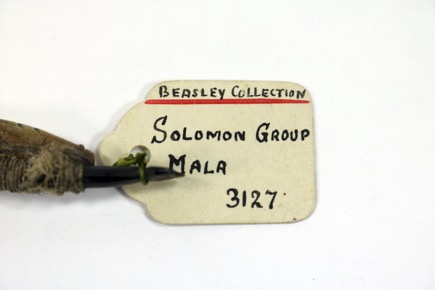 BEASLEY COLLECTION
SOLOMON GROUP
MALA
3127